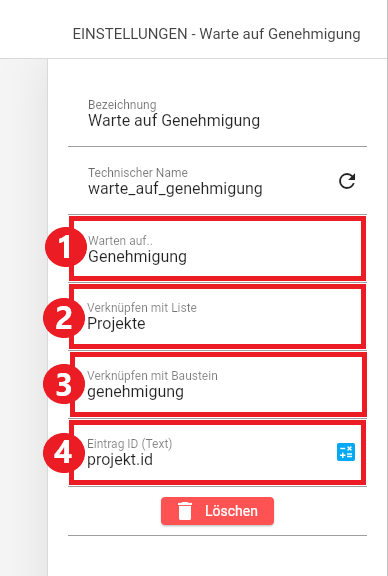 EINSTELLUNGEN - Warte auf Genehmigung
Bezeichnung
Warte auf Genehmigung
Technischer Name
warte_auf_genehmigung
1
Warten auf..
Genehmigung
2
Verknüpfen mit Liste
Projekte
3
Verknüpfen mit Baustein
genehmigung
4
Eintrag ID (Text)
projekt.id
Löschen